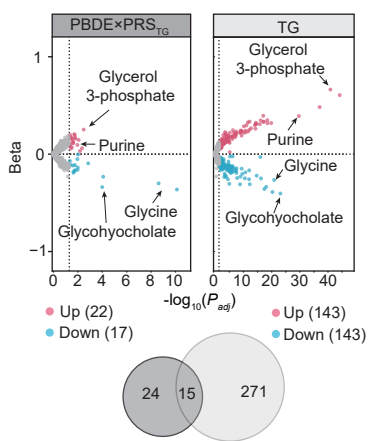 PBDE×PRS_TG
TG
Glycerol
3-phosphate
Purine
Glycine
Glycohyocholate
Glycerol
3-phosphate
Purine
Glycine
Glycohyocholate
Beta
1
0
−1
0 2 4 6 8 10
0 10 20 30 40
-log10(Padj)
Up (22)
Down (17)
Up (143)
Down (143)
24 15 271